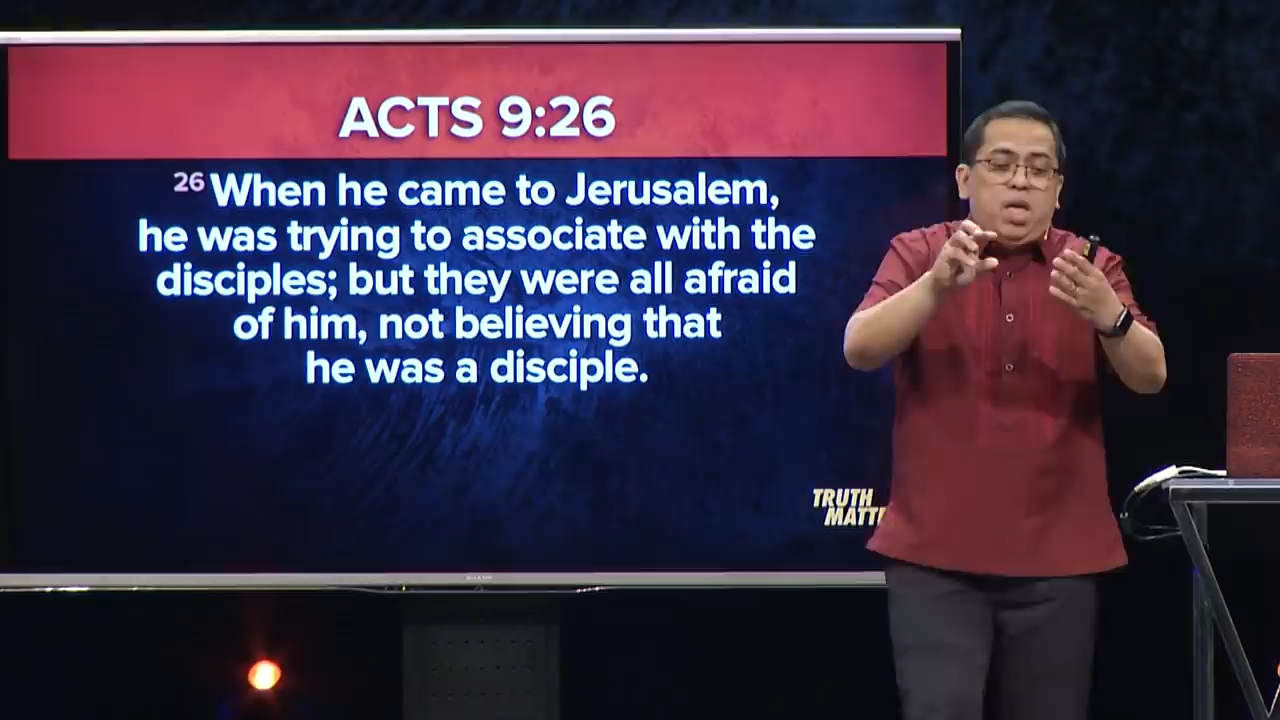 ACTS 9:26
26 When he came to Jerusalem,
he was trying to associate with the
disciples; but they were all afraid
of him, not believing that
he was a disciple.
TRUTH
MATTE